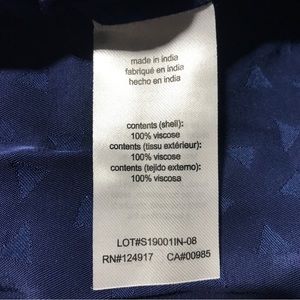 made in india
fabriqué en india
hecho en india
contents (shell):
100% viscose
contents (tissu extérieur):
100% viscose
contents (tejido externo):
100% viscosa
LOT#S19001IN-08
RN#124917 CA#00985